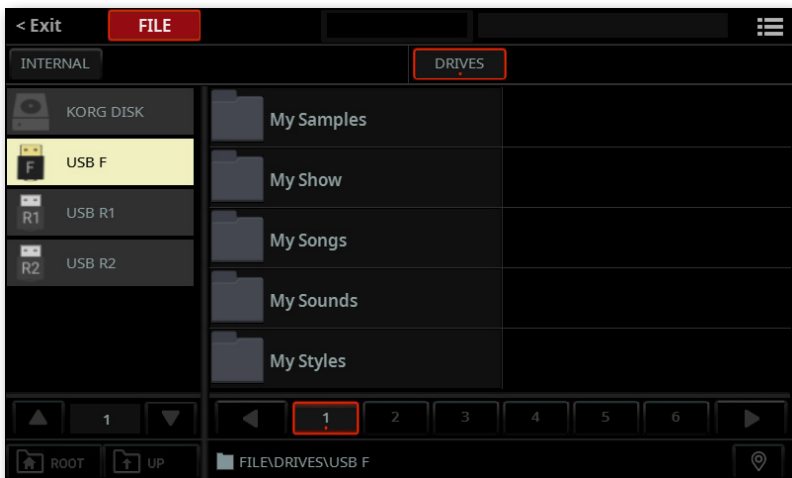 < Exit FILE
INTERNAL DRIVES
KORG DISK
F USB F
R1 USB R1
R2 USB R2
My Samples
My Show
My Songs
My Sounds
My Styles
1
1 2 3 4 5 6
ROOT UP
FILE\DRIVES\USB F